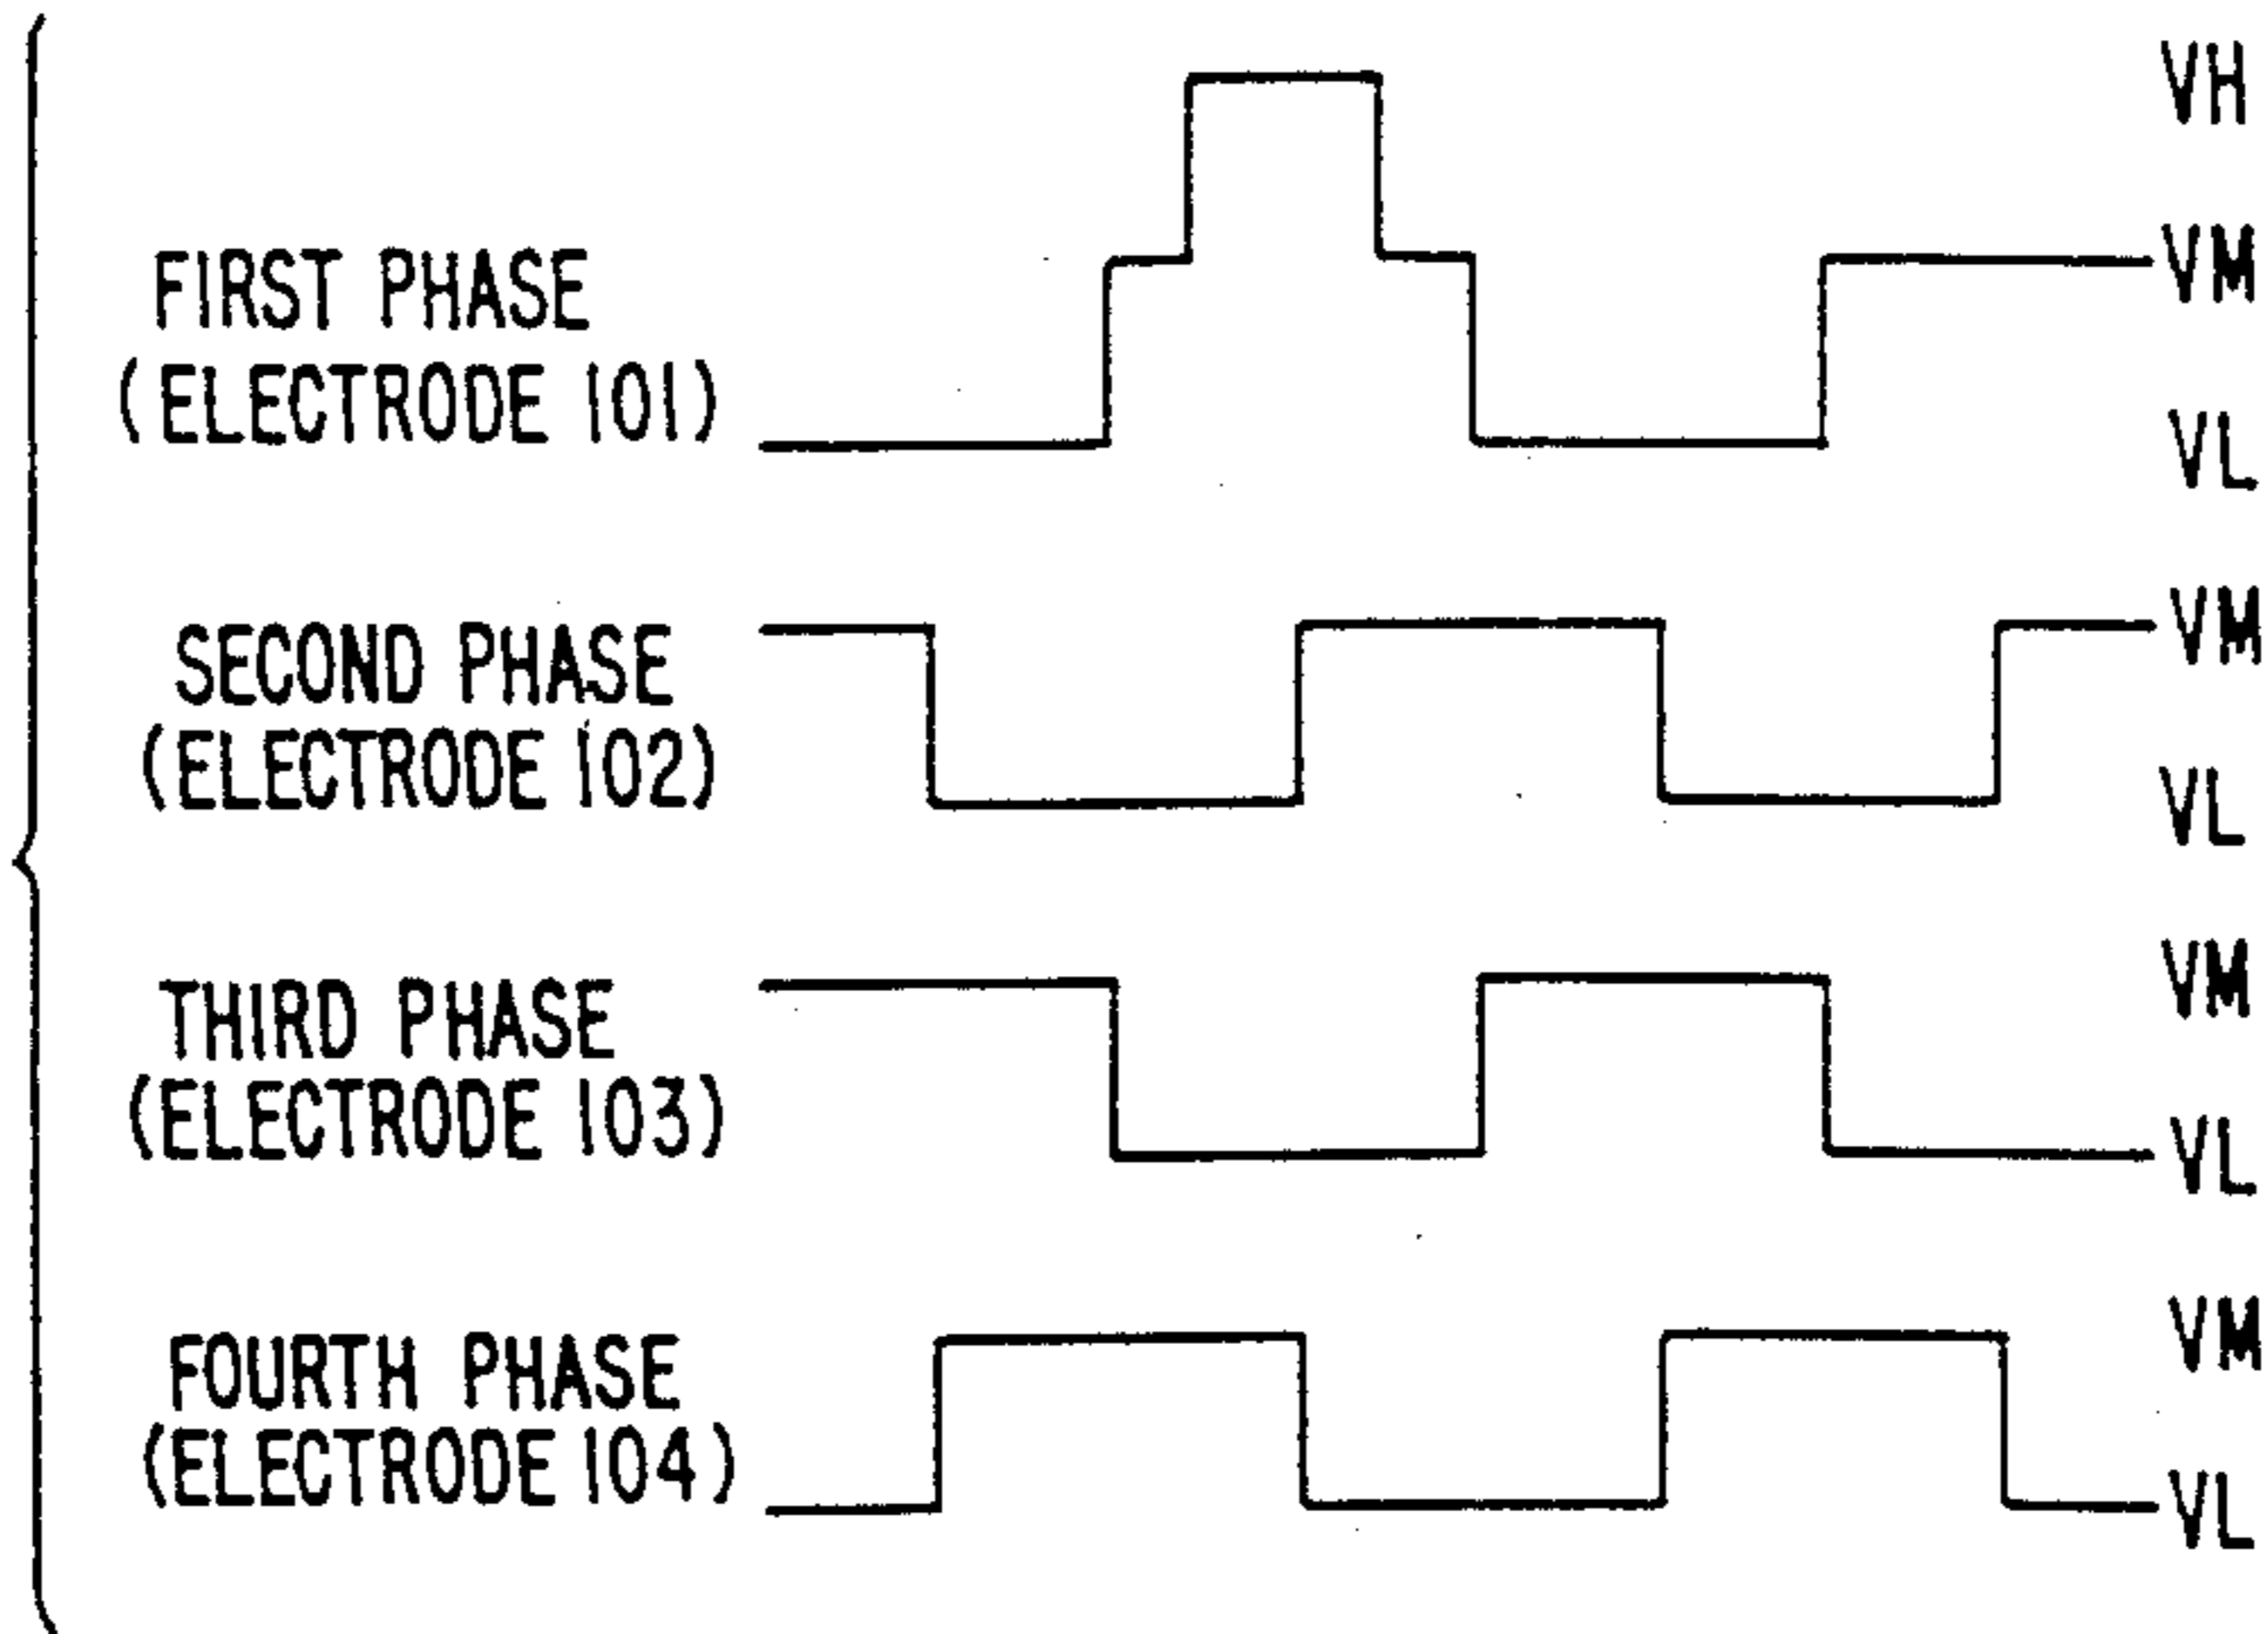 VH
FIRST PHASE
VM
(ELECTRODE 101)
VL
SECOND PHASE
VM
(ELECTRODE 102)
VL
THIRD PHASE
VM
(ELECTRODE 103)
VL
FOURTH PHASE
VM
(ELECTRODE 104)
VL